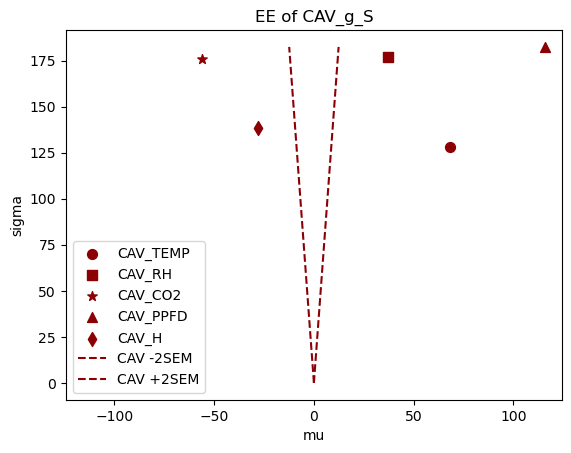 EE of CAV_g_S
sigma
175
150
125
100
75
50
25
0
CAV_TEMP
CAV_RH
CAV_CO2
CAV_PPFD
CAV_H
CAV -2SEM
CAV +2SEM
−100
−50
0
50
100
mu